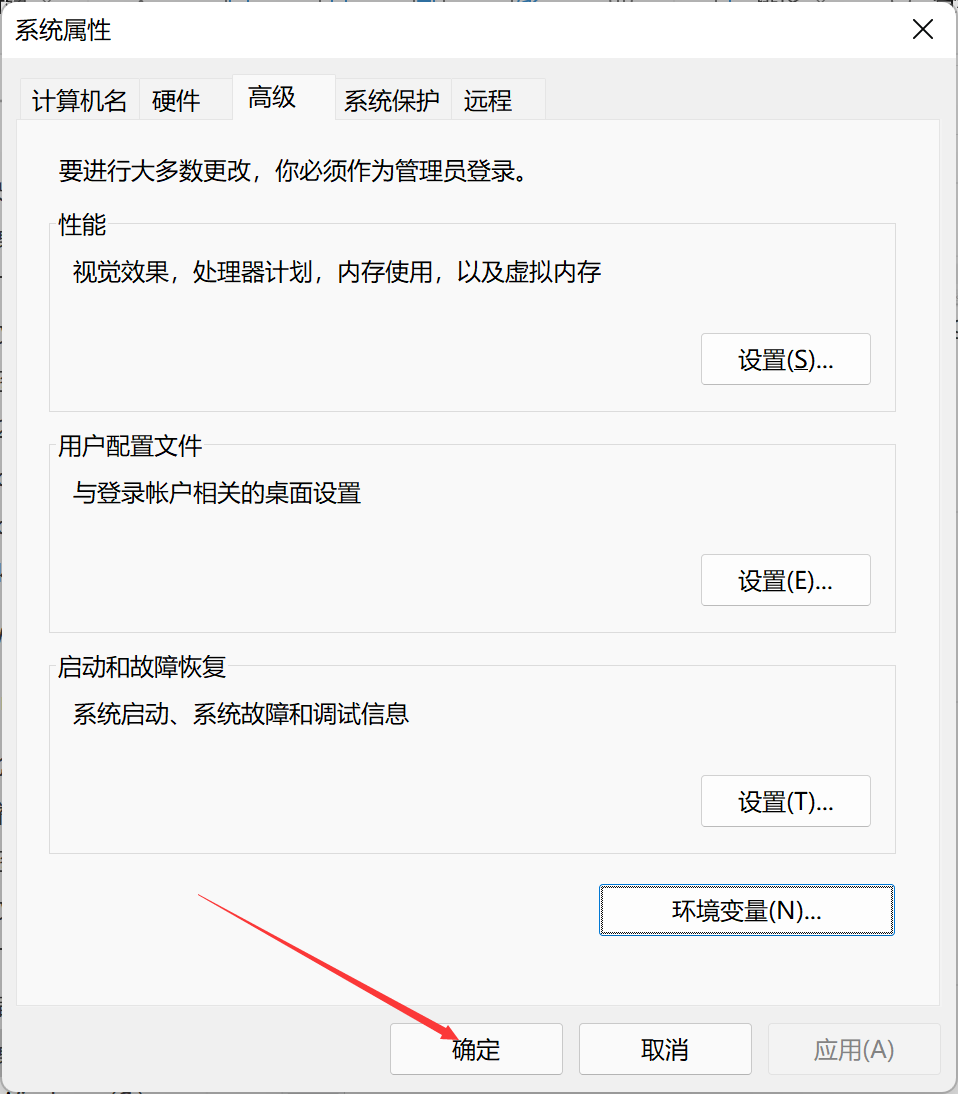 系统属性
计算机名 硬件 高级 系统保护 远程
要进行大多数更改，你必须作为管理员登录。
性能
视觉效果，处理器计划，内存使用，以及虚拟内存
设置(S)...
用户配置文件
与登录帐户相关的桌面设置
设置(E)...
启动和故障恢复
系统启动、系统故障和调试信息
设置(T)...
环境变量(N)...
确定 取消 应用(A)